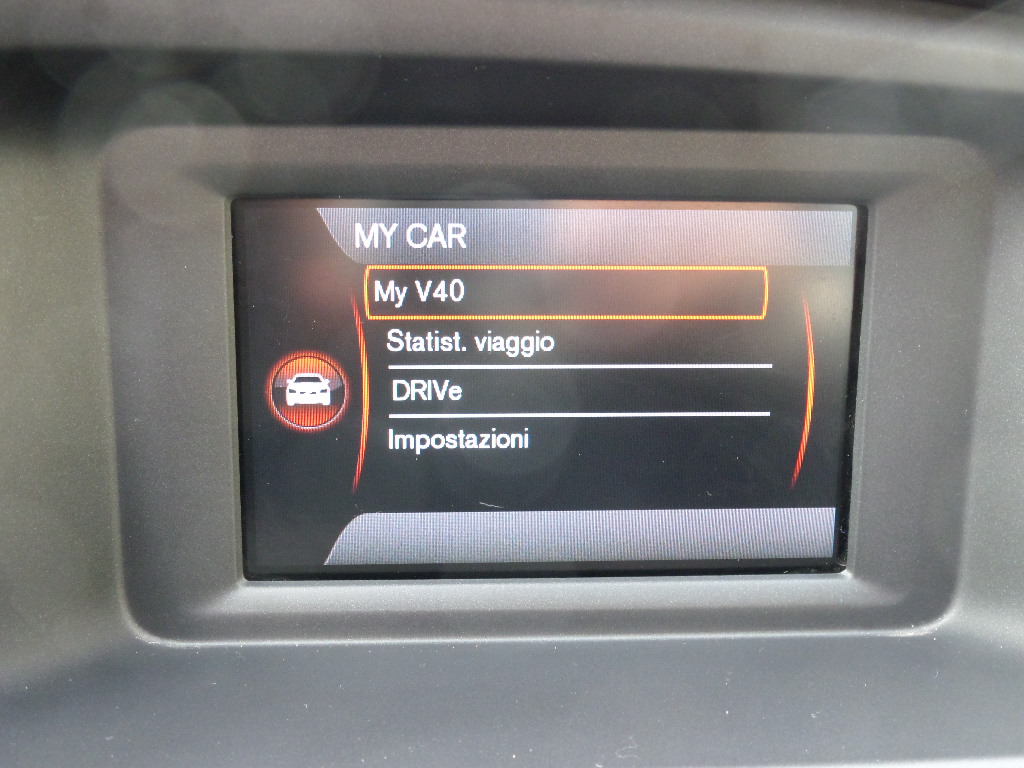 MY CAR
My V40
Statist. viaggio
DRIVe
Impostazioni